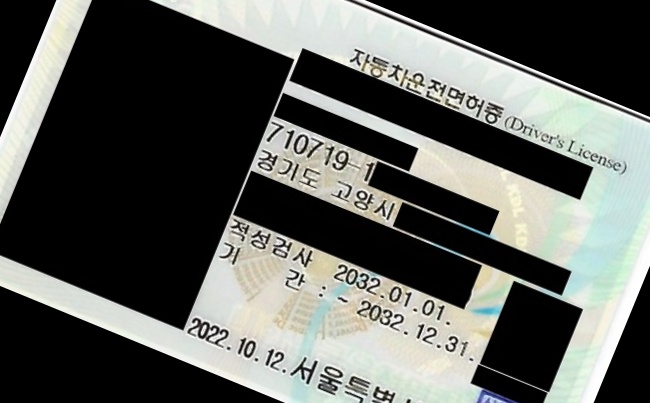 자동차운전면허증 (Driver's License)
710719-1
경기도 고양시
적성검사 2032.01.01.
기 간 : ~ 2032.12.31.
2022.10.12. 서울특별